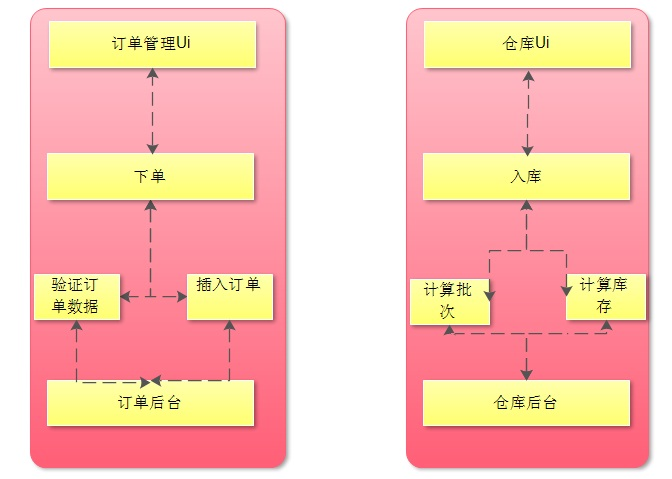 订单管理Ui
下单
验证订
单数据
插入订单
订单后台
仓库Ui
入库
计算批
次
计算库
存
仓库后台